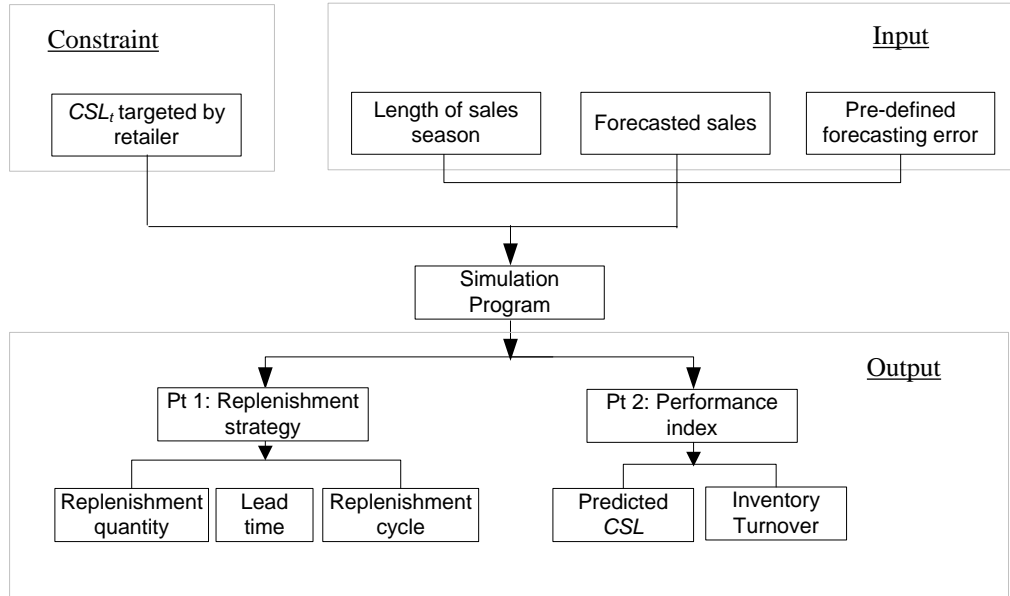 Constraint
Input
CSLt targeted by
retailer
Length of sales
season
Forecasted sales
Pre-defined
forecasting error
Simulation
Program
Output
Pt 1: Replenishment
strategy
Pt 2: Performance
index
Replenishment
quantity
Lead
time
Replenishment
cycle
Predicted
CSL
Inventory
Turnover